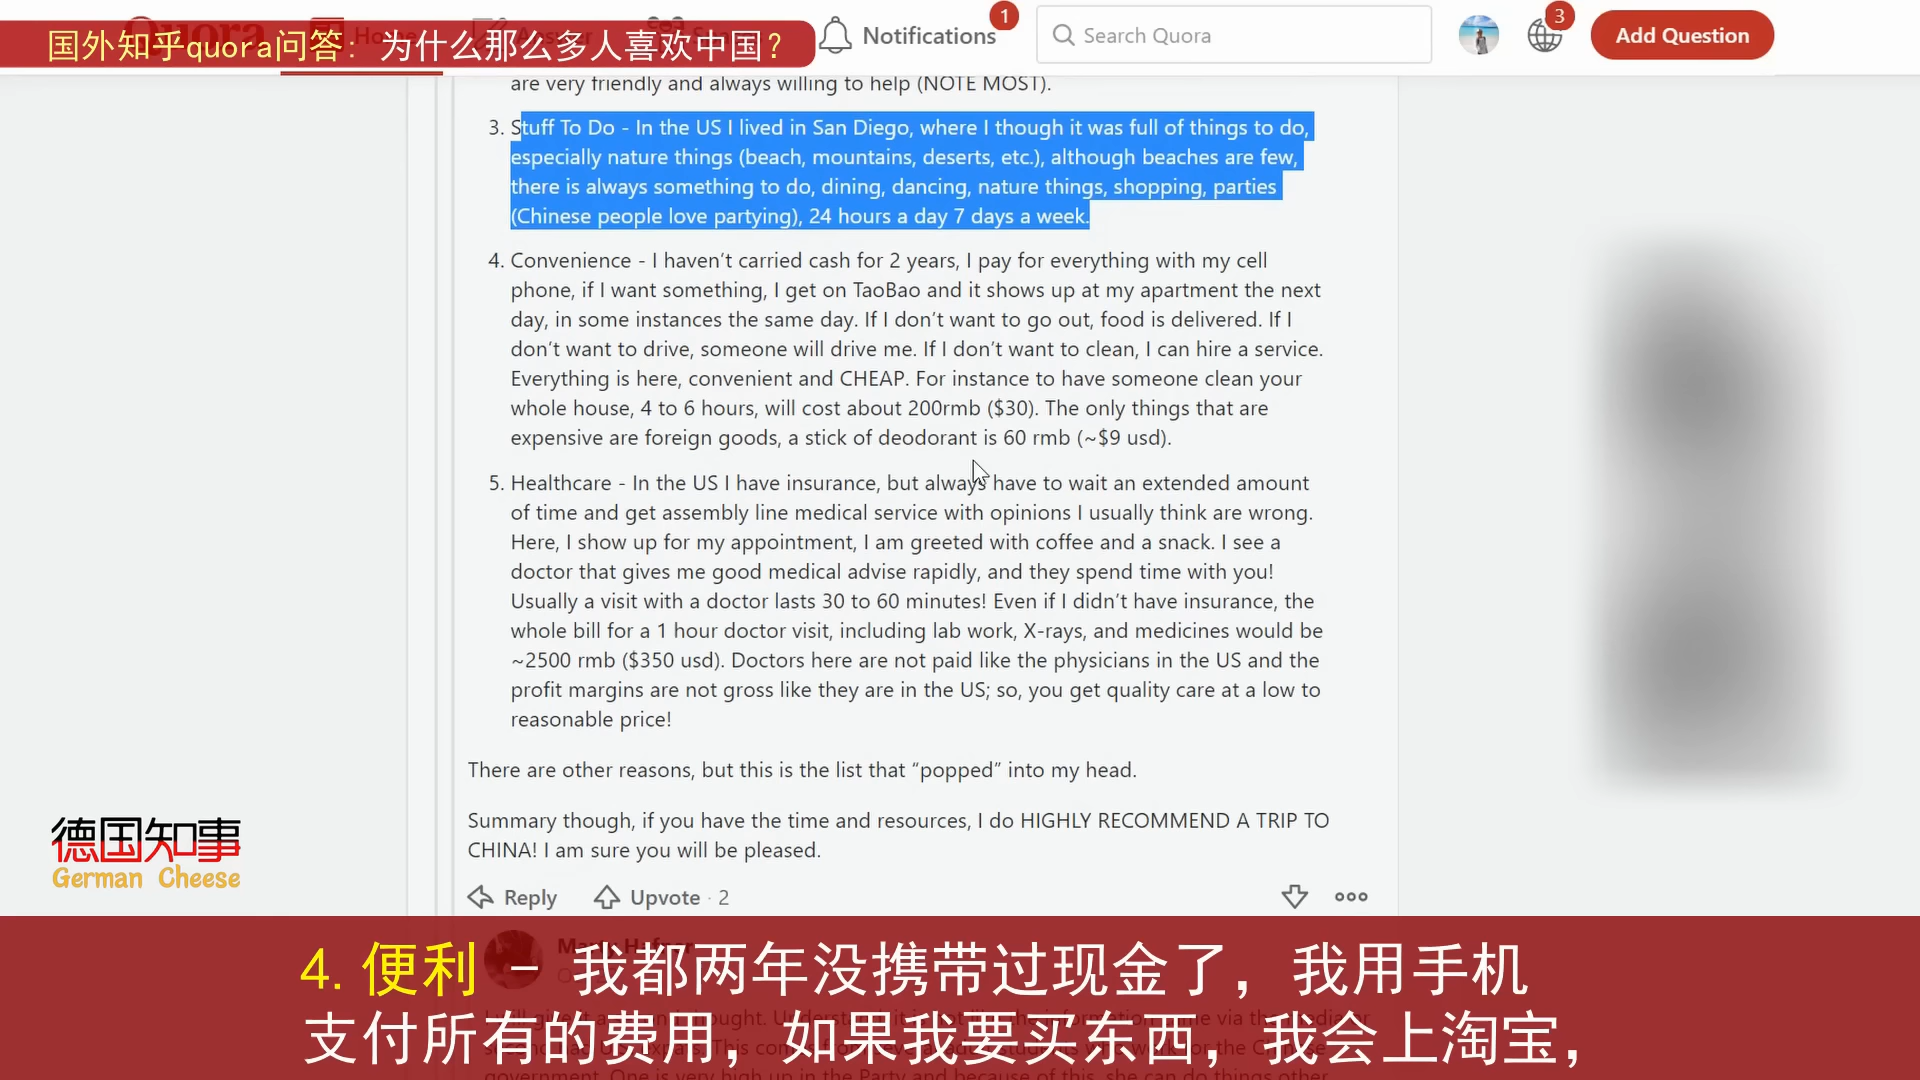 国外知乎quora问答：为什么那么多人喜欢中国？
Notifications
1
Search Quora
3
Add Question
are very friendly and always willing to help (NOTE MOST).
3. Stuff To Do - In the US I lived in San Diego, where I though it was full of things to do,
especially nature things (beach, mountains, deserts, etc.), although beaches are few,
there is always something to do, dining, dancing, nature things, shopping, parties
(Chinese people love partying), 24 hours a day 7 days a week.
4. Convenience - I haven’t carried cash for 2 years, I pay for everything with my cell
phone, if I want something, I get on TaoBao and it shows up at my apartment the next
day, in some instances the same day. If I don’t want to go out, food is delivered. If I
don’t want to drive, someone will drive me. If I don’t want to clean, I can hire a service.
Everything is here, convenient and CHEAP. For instance to have someone clean your
whole house, 4 to 6 hours, will cost about 200rmb ($30). The only things that are
expensive are foreign goods, a stick of deodorant is 60 rmb (~$9 usd).
5. Healthcare - In the US I have insurance, but always have to wait an extended amount
of time and get assembly line medical service with opinions I usually think are wrong.
Here, I show up for my appointment, I am greeted with coffee and a snack. I see a
doctor that gives me good medical advise rapidly, and they spend time with you!
Usually a visit with a doctor lasts 30 to 60 minutes! Even if I didn’t have insurance, the
whole bill for a 1 hour doctor visit, including lab work, X-rays, and medicines would be
~2500 rmb ($350 usd). Doctors here are not paid like the physicians in the US and the
profit margins are not gross like they are in the US; so, you get quality care at a low to
reasonable price!
There are other reasons, but this is the list that “popped” into my head.
Summary though, if you have the time and resources, I do HIGHLY RECOMMEND A TRIP TO
CHINA! I am sure you will be pleased.
Reply
Upvote · 2
德国知事
German Cheese
4. 便利 - 我都两年没携带过现金了，我用手机
支付所有的费用，如果我要买东西，我会上淘宝，